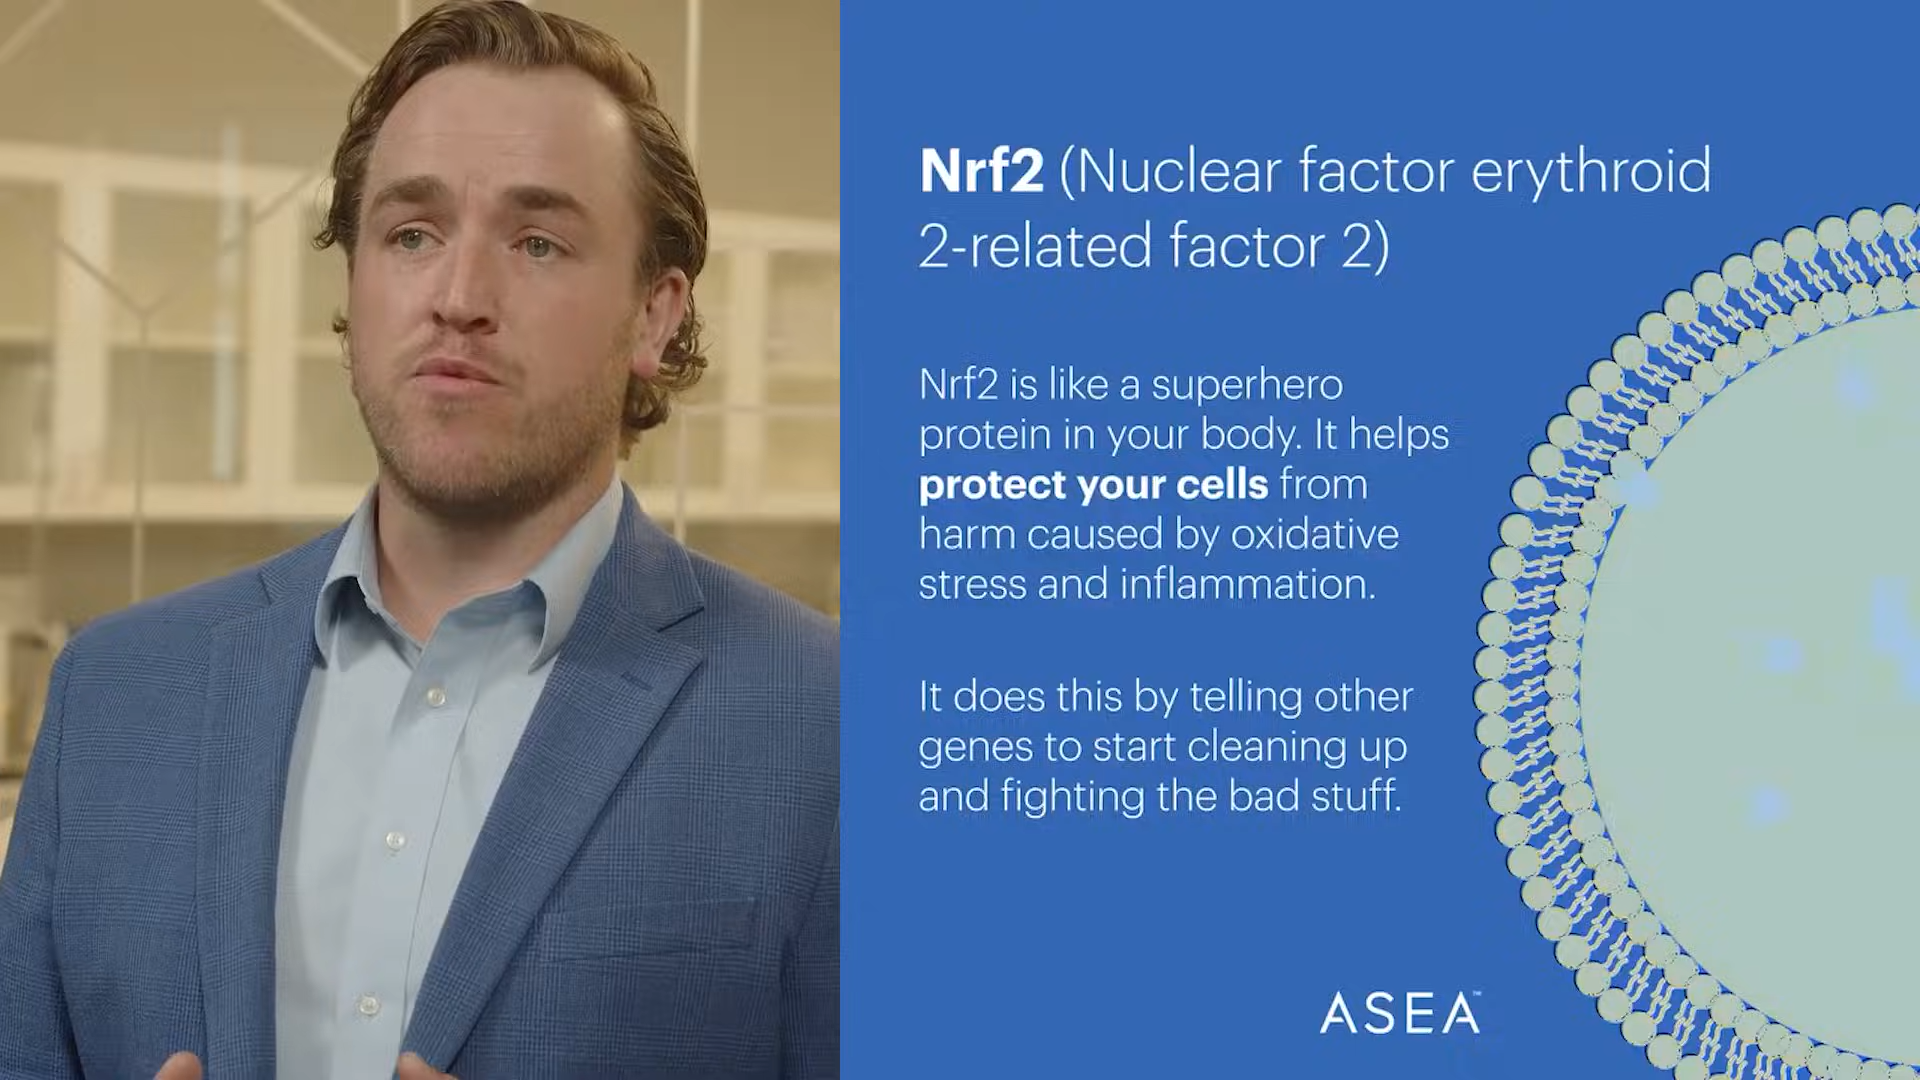 Nrf2 (Nuclear factor erythroid
2-related factor 2)
Nrf2 is like a superhero
protein in your body. It helps
protect your cells from
harm caused by oxidative
stress and inflammation.
It does this by telling other
genes to start cleaning up
and fighting the bad stuff.
ASEA™